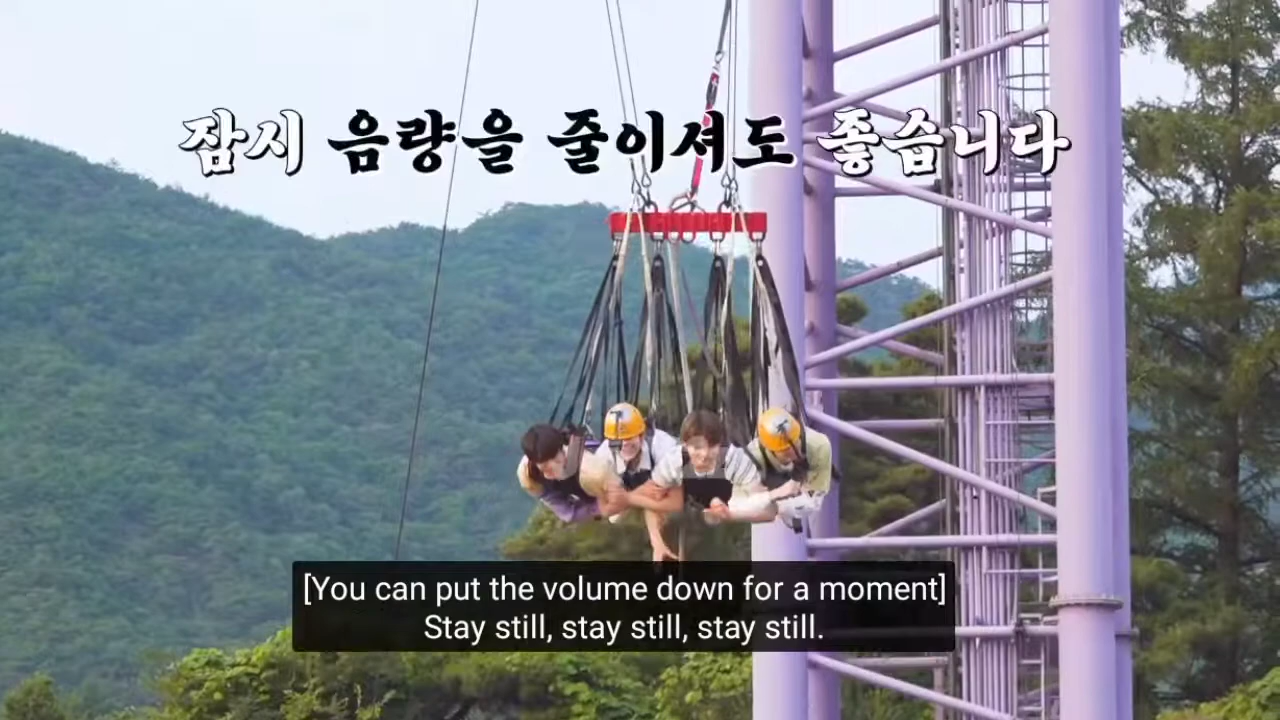 잠시 음량을 줄이셔도 좋습니다
[You can put the volume down for a moment]
Stay still, stay still, stay still.